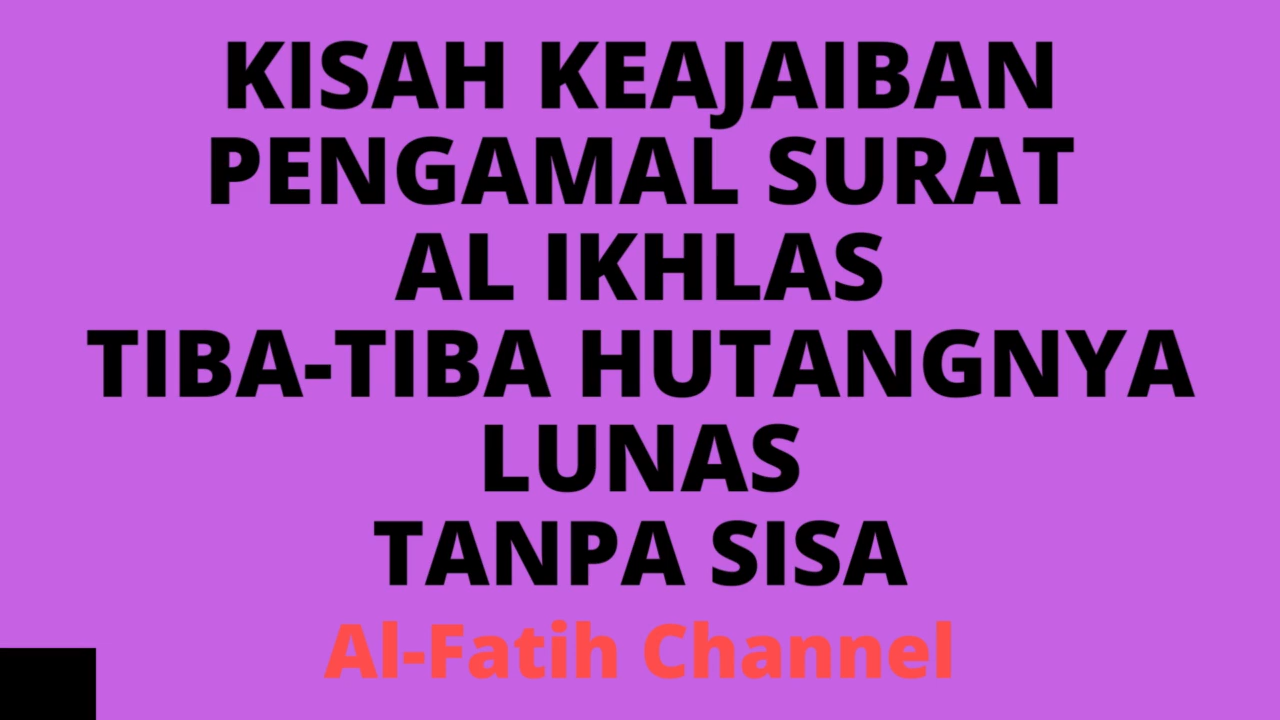 KISAH KEAJAIBAN
PENGAMAL SURAT
AL IKHLAS
TIBA-TIBA HUTANGNYA
LUNAS
TANPA SISA
Al-Fatih Channel